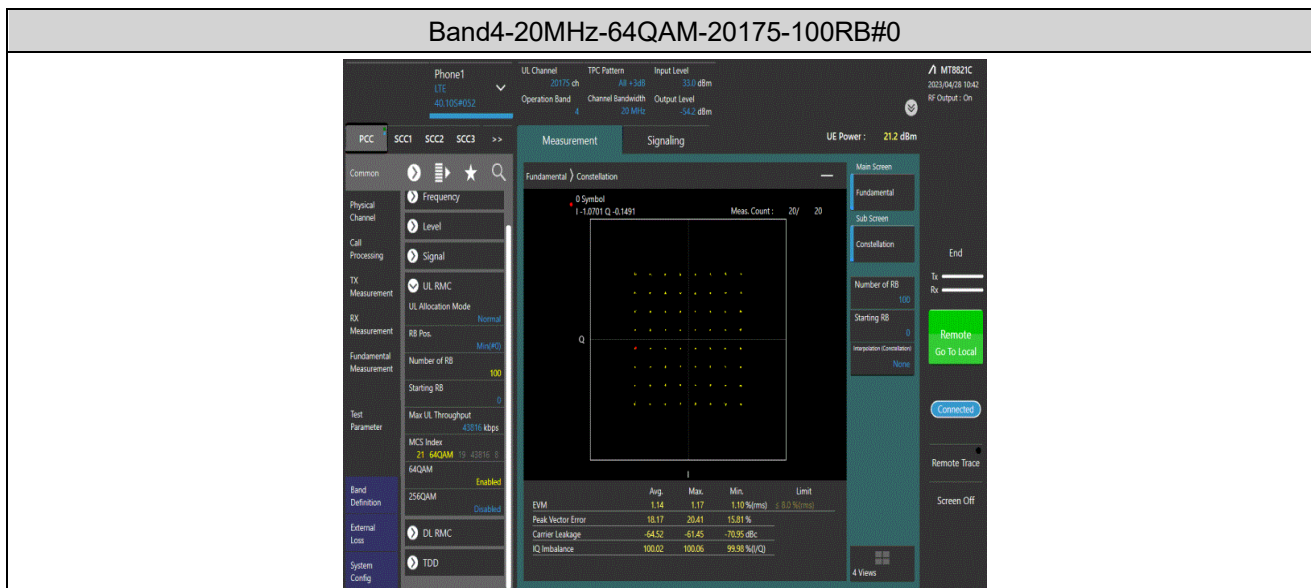 Band4-20MHz-64QAM-20175-100RB#0
Phone1
LTE
40.105#052
UL Channel TPC Pattern Input Level
20175 ch All +3dB 33.0 dBm
Operation Band Channel Bandwidth Output Level
4 20 MHz -54.2 dBm
MT8821C
2023/04/28 10:42
RF Output : On
PCC SCC1 SCC2 SCC3 >>
Measurement Signaling
UE Power : 21.2 dBm
Common
Physical
Channel
Call
Processing
TX
Measurement
RX
Measurement
Fundamental
Measurement
Test
Parameter
Band
Definition
External
Loss
System
Config
Frequency
Level
Signal
UL RMC
UL Allocation Mode
Normal
RB Pos.
Min(#0)
Number of RB
100
Starting RB
0
Max UL Throughput
43816 kbps
MCS Index
21 64QAM 19 43816 8
64QAM
Enabled
256QAM
Disabled
DL RMC
TDD
Fundamental Constellation
0 Symbol
I -1.0701 Q -0.1491
Meas. Count : 20/ 20
Q
I
Avg. Max. Min. Limit
EVM 1.14 1.17 1.10 %(rms) ≤ 8.0 %(rms)
Peak Vector Error 18.17 20.41 15.81 %
Carrier Leakage -64.52 -61.45 -70.95 dBc
IQ Imbalance 100.02 100.06 99.98 %(I/Q)
Main Screen
Fundamental
Sub Screen
Constellation
Number of RB
100
Starting RB
0
Interpolation (Constellation)
None
4 Views
End
Tx
Rx
Remote
Go To Local
Connected
Remote Trace
Screen Off